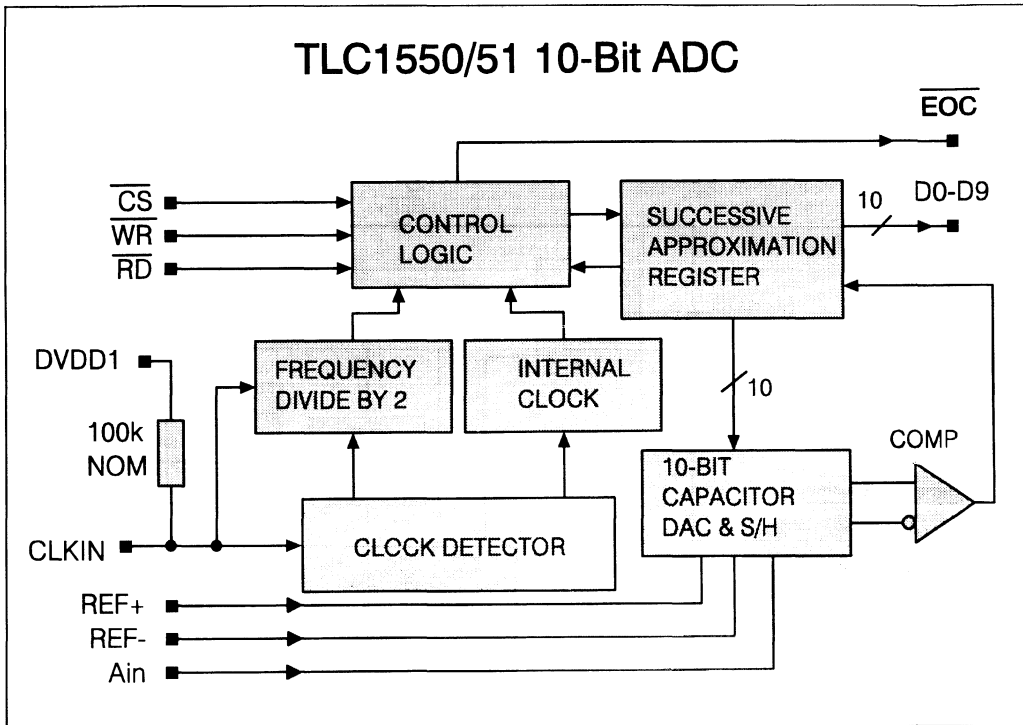 TLC1550/51 10-Bit ADC
EOC
CS
WR
RD
CONTROL
LOGIC
SUCCESSIVE
APPROXIMATION
REGISTER
10
D0-D9
DVDD1
100k
NOM
FREQUENCY
DIVIDE BY 2
INTERNAL
CLOCK
10
COMP
10-BIT
CAPACITOR
DAC & S/H
CLKIN
CLOCK DETECTOR
REF+
REF-
Ain